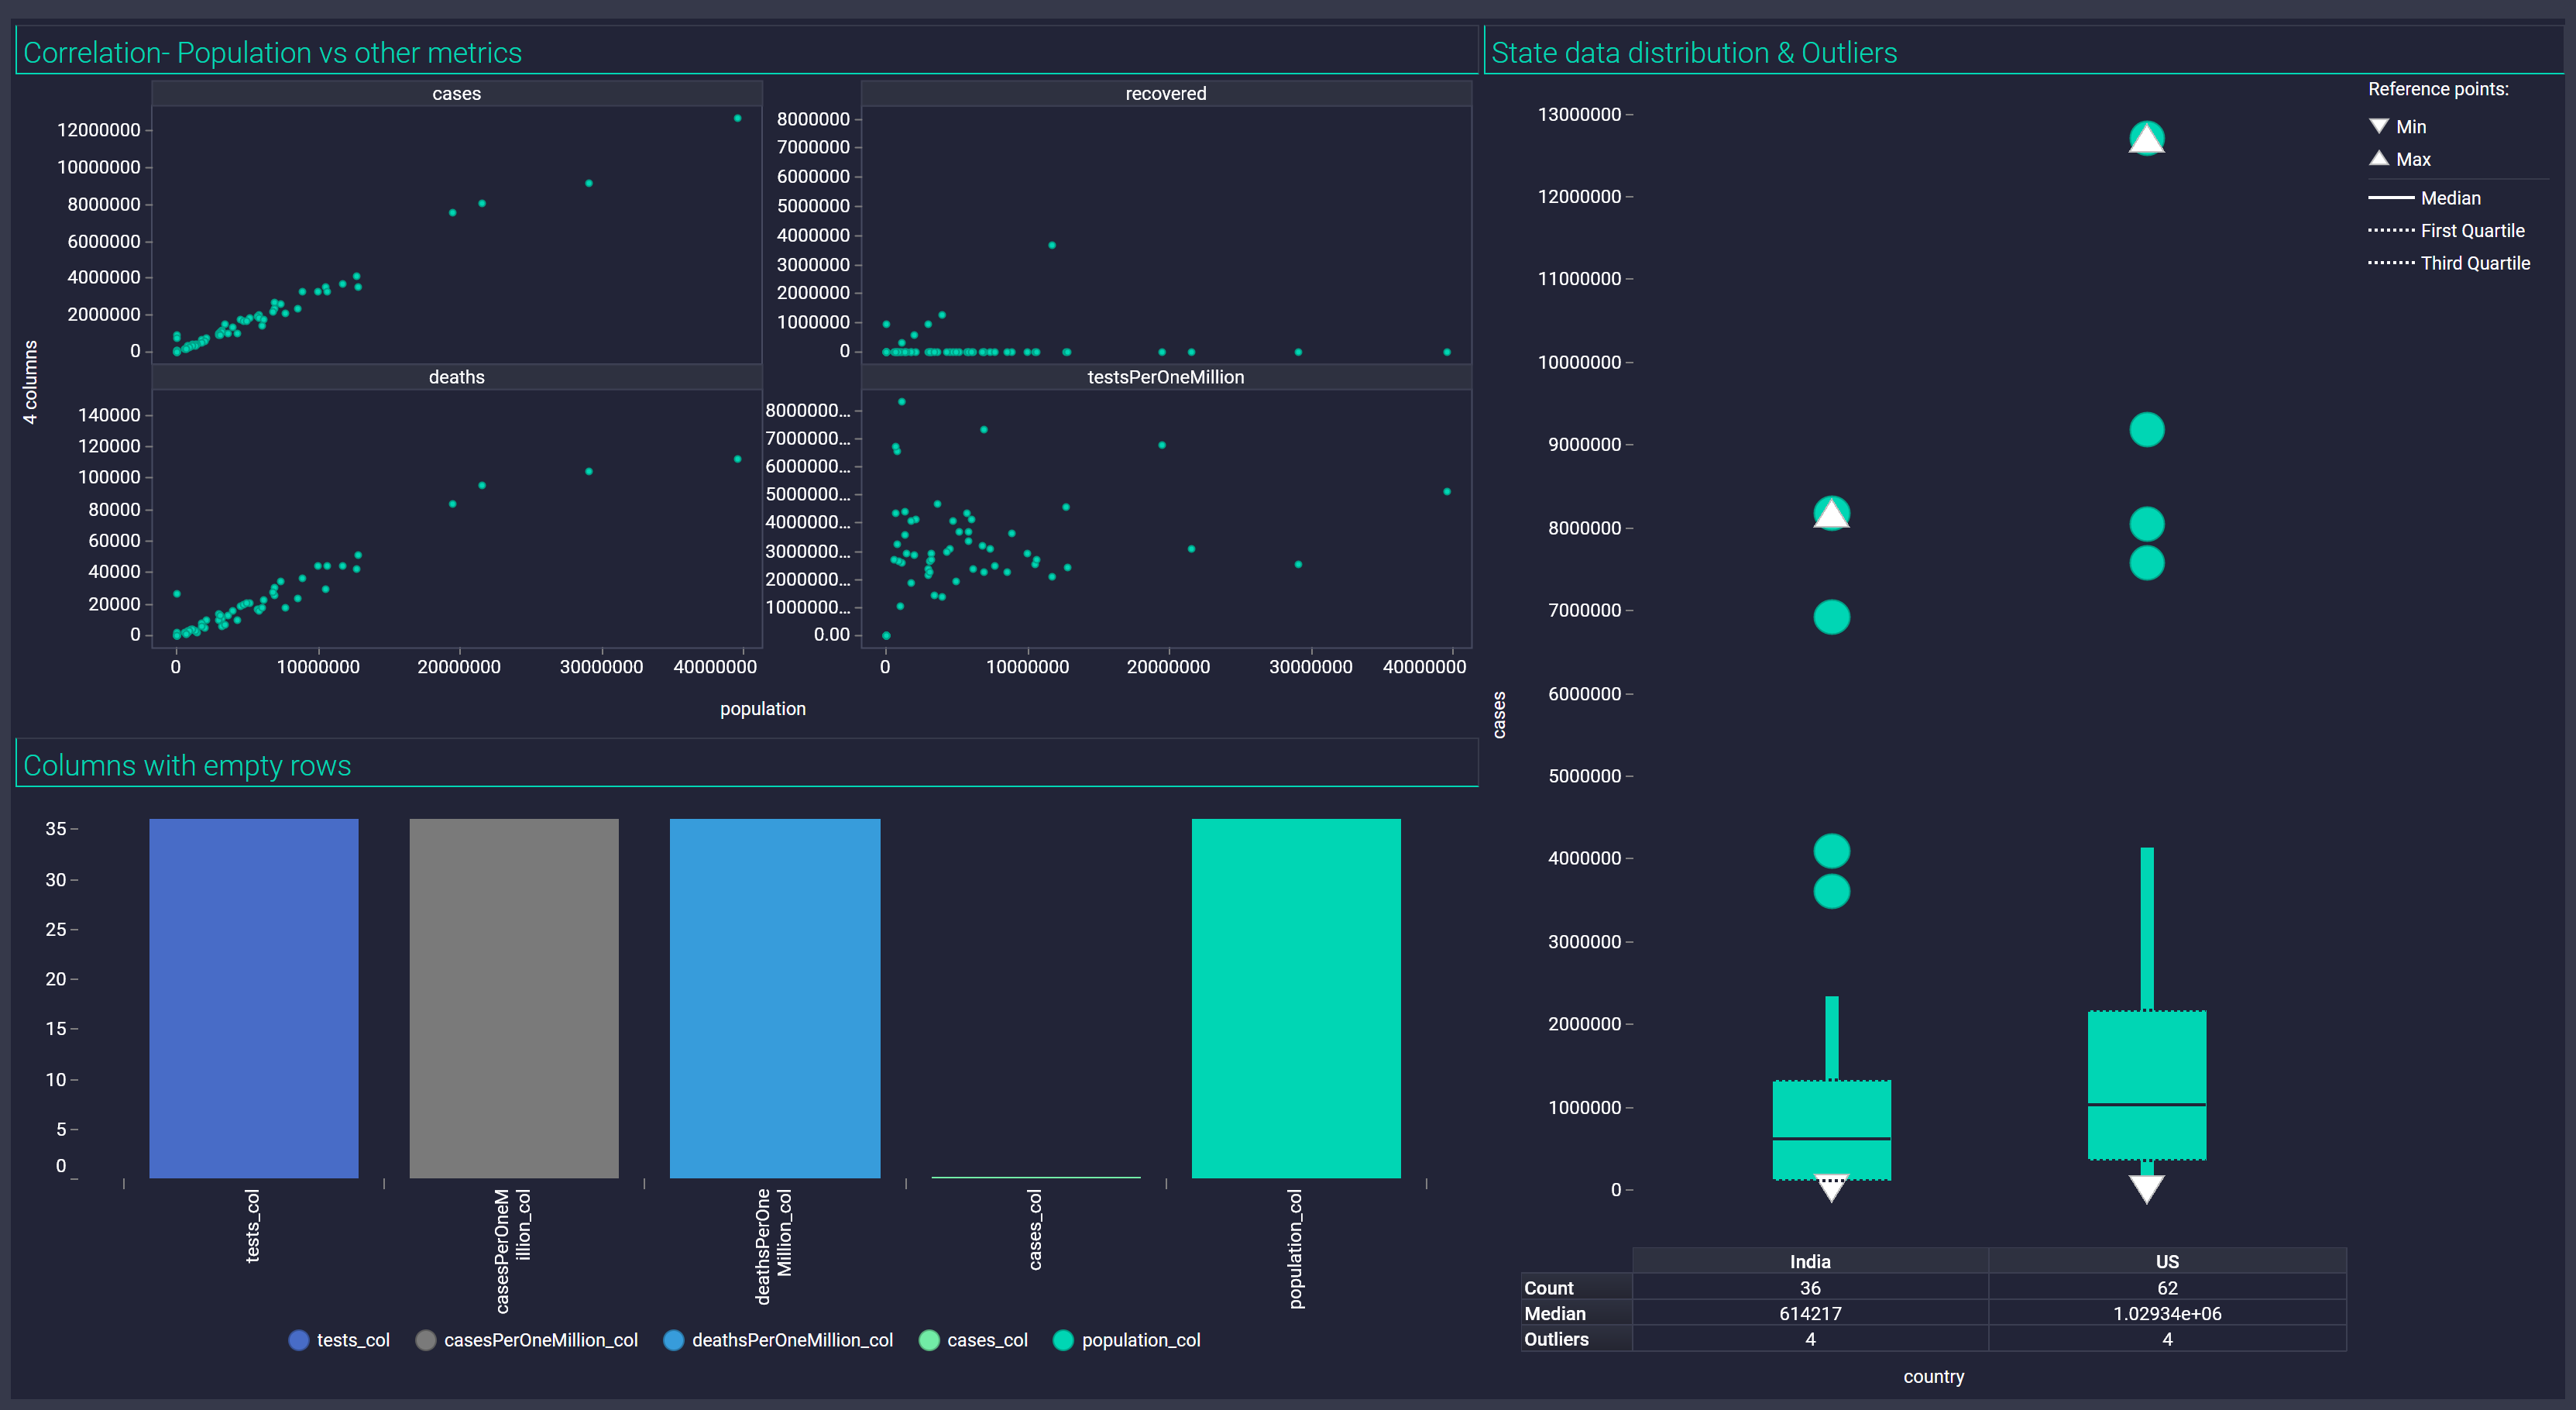 Correlation- Population vs other metrics
4 columns
cases
12000000
10000000
8000000
6000000
4000000
2000000
0
recovered
8000000
7000000
6000000
5000000
4000000
3000000
2000000
1000000
0
deaths
140000
120000
100000
80000
60000
40000
20000
0
testsPerOneMillion
8000000...
7000000...
6000000...
5000000...
4000000...
3000000...
2000000...
1000000...
0.00
0 10000000 20000000 30000000 40000000
0 10000000 20000000 30000000 40000000
population
Columns with empty rows
35
30
25
20
15
10
5
0
tests_col
casesPerOneM
illion_col
deathsPerOne
Million_col
cases_col
population_col
tests_col casesPerOneMillion_col deathsPerOneMillion_col cases_col population_col
State data distribution & Outliers
cases
13000000
12000000
11000000
10000000
9000000
8000000
7000000
6000000
5000000
4000000
3000000
2000000
1000000
0
Reference points:
Min
Max
Median
First Quartile
Third Quartile
India US
Count 36 62
Median 614217 1.02934e+06
Outliers 4 4
country